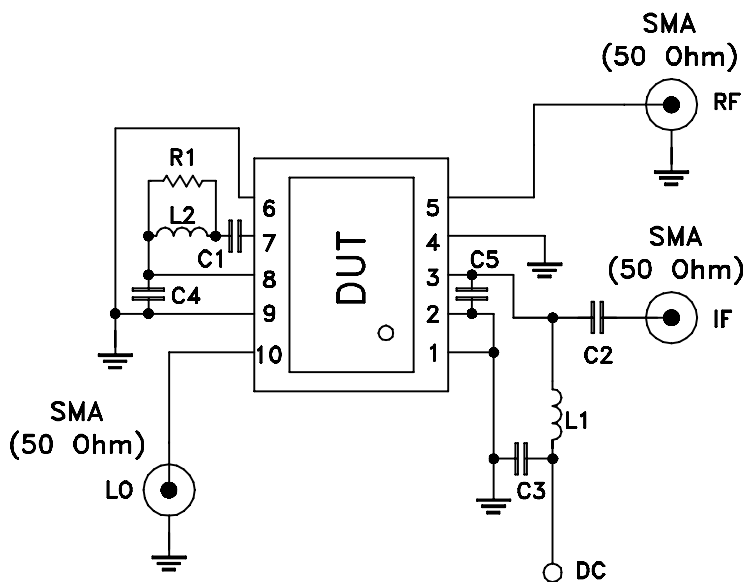 SMA
(50 Ohm)
RF
R1
L2
C1
C4
6
7
8
9
10
DUT
5
4
3
2
1
C5
SMA
(50 Ohm)
IF
C2
L1
C3
DC
SMA
(50 Ohm)
LO